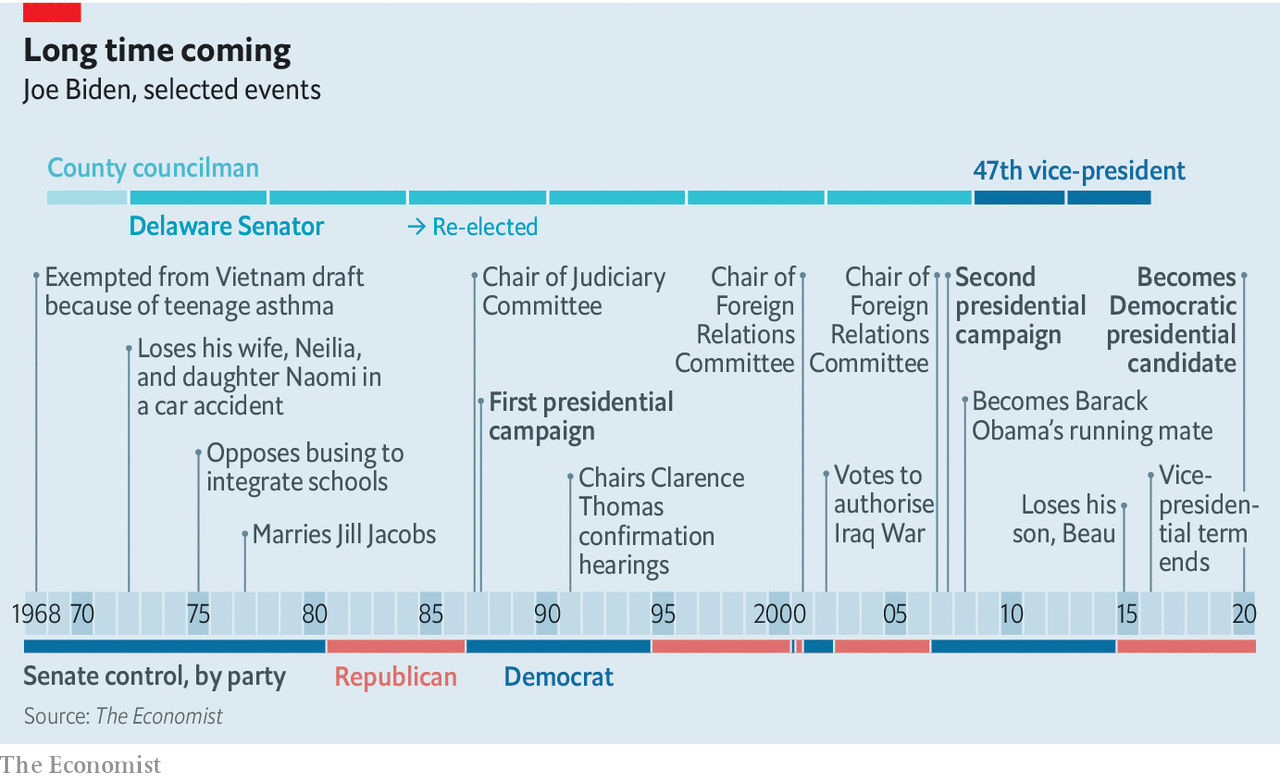 Long time coming
Joe Biden, selected events
County councilman
47th vice-president
Delaware Senator
→ Re-elected
Exempted from Vietnam draft
because of teenage asthma
Loses his wife, Neilia,
and daughter Naomi in
a car accident
Opposes busing to
integrate schools
Marries Jill Jacobs
Chair of Judiciary
Committee
First presidential
campaign
Chairs Clarence
Thomas
confirmation
hearings
Chair of
Foreign
Relations
Committee
Votes to
authorise
Iraq War
Chair of
Foreign
Relations
Committee
Second
presidential
campaign
Becomes Barack
Obama's running mate
Loses his
son, Beau
Vice-
presiden-
tial term
ends
Becomes
Democratic
presidential
candidate
1968 70 75 80 85 90 95 2000 05 10 15 20
Senate control, by party
Republican
Democrat
Source: The Economist
The Economist